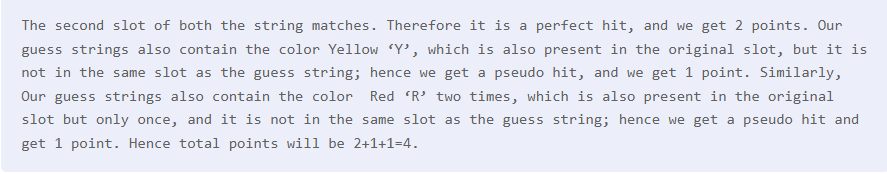 The second slot of both the string matches. Therefore it is a perfect hit, and we get 2 points. Our
guess strings also contain the color Yellow ‘Y’, which is also present in the original slot, but it is
not in the same slot as the guess string; hence we get a pseudo hit, and we get 1 point. Similarly,
Our guess strings also contain the color  Red ‘R’ two times, which is also present in the original
slot but only once, and it is not in the same slot as the guess string; hence we get a pseudo hit and
get 1 point. Hence total points will be 2+1+1=4.